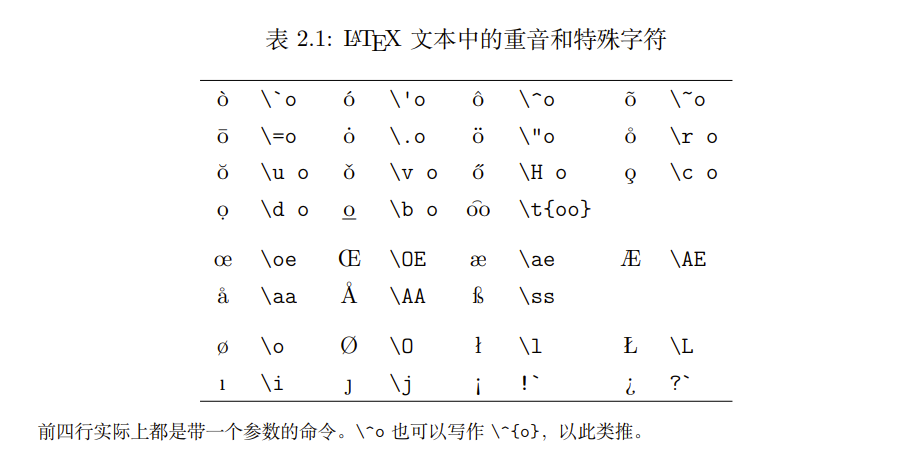 表 2.1: LATEX 文本中的重音和特殊字符
ò \`o ó \'o ô \^o õ \~o
ō \=o ȯ \.o ö \"o o̊ \r o
ŏ \u o ǒ \v o ő \H o o̧ \c o
ọ \d o o̲ \b o o͡o \t{oo}
œ \oe Œ \OE æ \ae Æ \AE
å \aa Å \AA ß \ss
ø \o Ø \O ł \l Ł \L
ı \i ȷ \j ¡ !` ¿ ?`
前四行实际上都是带一个参数的命令。\^o 也可以写作 \^{o}，以此类推。